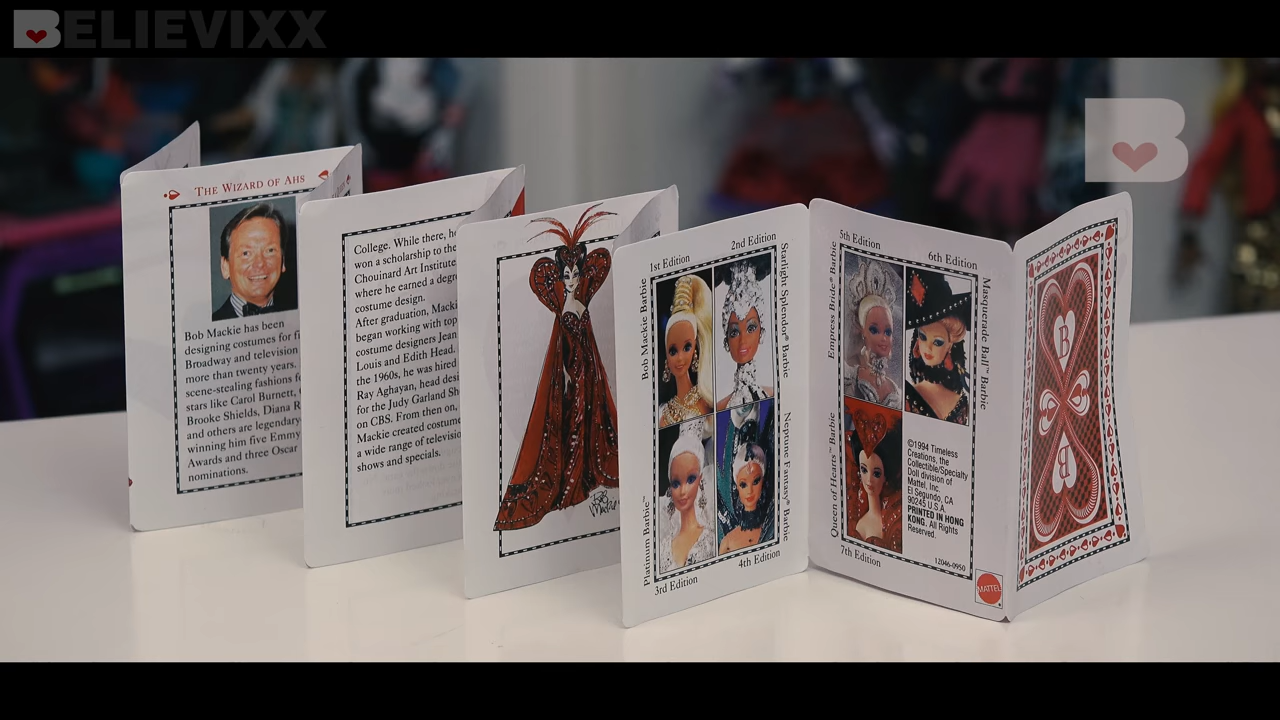 BELIEVIXX
B
THE WIZARD OF AHS
Bob Mackie has been
designing costumes for
Broadway and television
more than twenty years.
scene-stealing fashions
stars like Carol Burnett,
Brooke Shields, Diana R
and others are legendary
winning him five Emmy
Awards and three Oscar
nominations.
College. While there, he
won a scholarship to the
Chouinard Art Institute
where he earned a degre
costume design.
After graduation, Macki
began working with top
costume designers Jean
Louis and Edith Head.
the 1960s, he was hired
Ray Aghayan, head desi
for the Judy Garland Sh
on CBS. From then on,
Mackie created costume
a wide range of televisio
shows and specials.
Bob Mackie
1st Edition
2nd Edition
Bob Mackie Barbie
Starlight Splendor® Barbie
Platinum Barbie™
Neptune Fantasy® Barbie
3rd Edition
4th Edition
5th Edition
6th Edition
Empress Bride® Barbie
Masquerade Ball™ Barbie
Queen of Hearts™ Barbie
©1994 Timeless
Creations, the
Collectible/Specialty
Doll division of
Mattel, Inc.
El Segundo, CA
90245 U.S.A.
PRINTED IN HONG
KONG. All Rights
Reserved.
12046-0950
7th Edition
MATTEL
B
B